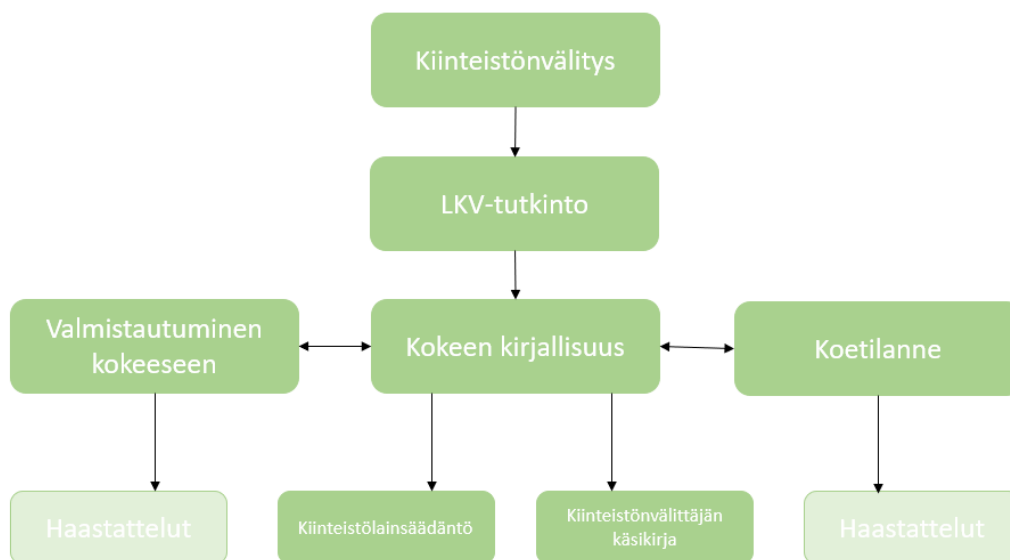 Kiinteistönvälitys
LKV-tutkinto
Valmistautuminen
kokeeseen
Kokeen kirjallisuus
Koetilanne
Haastattelut
Kiinteistölainsäädäntö
Kiinteistönvälittäjän
käsikirja
Haastattelut